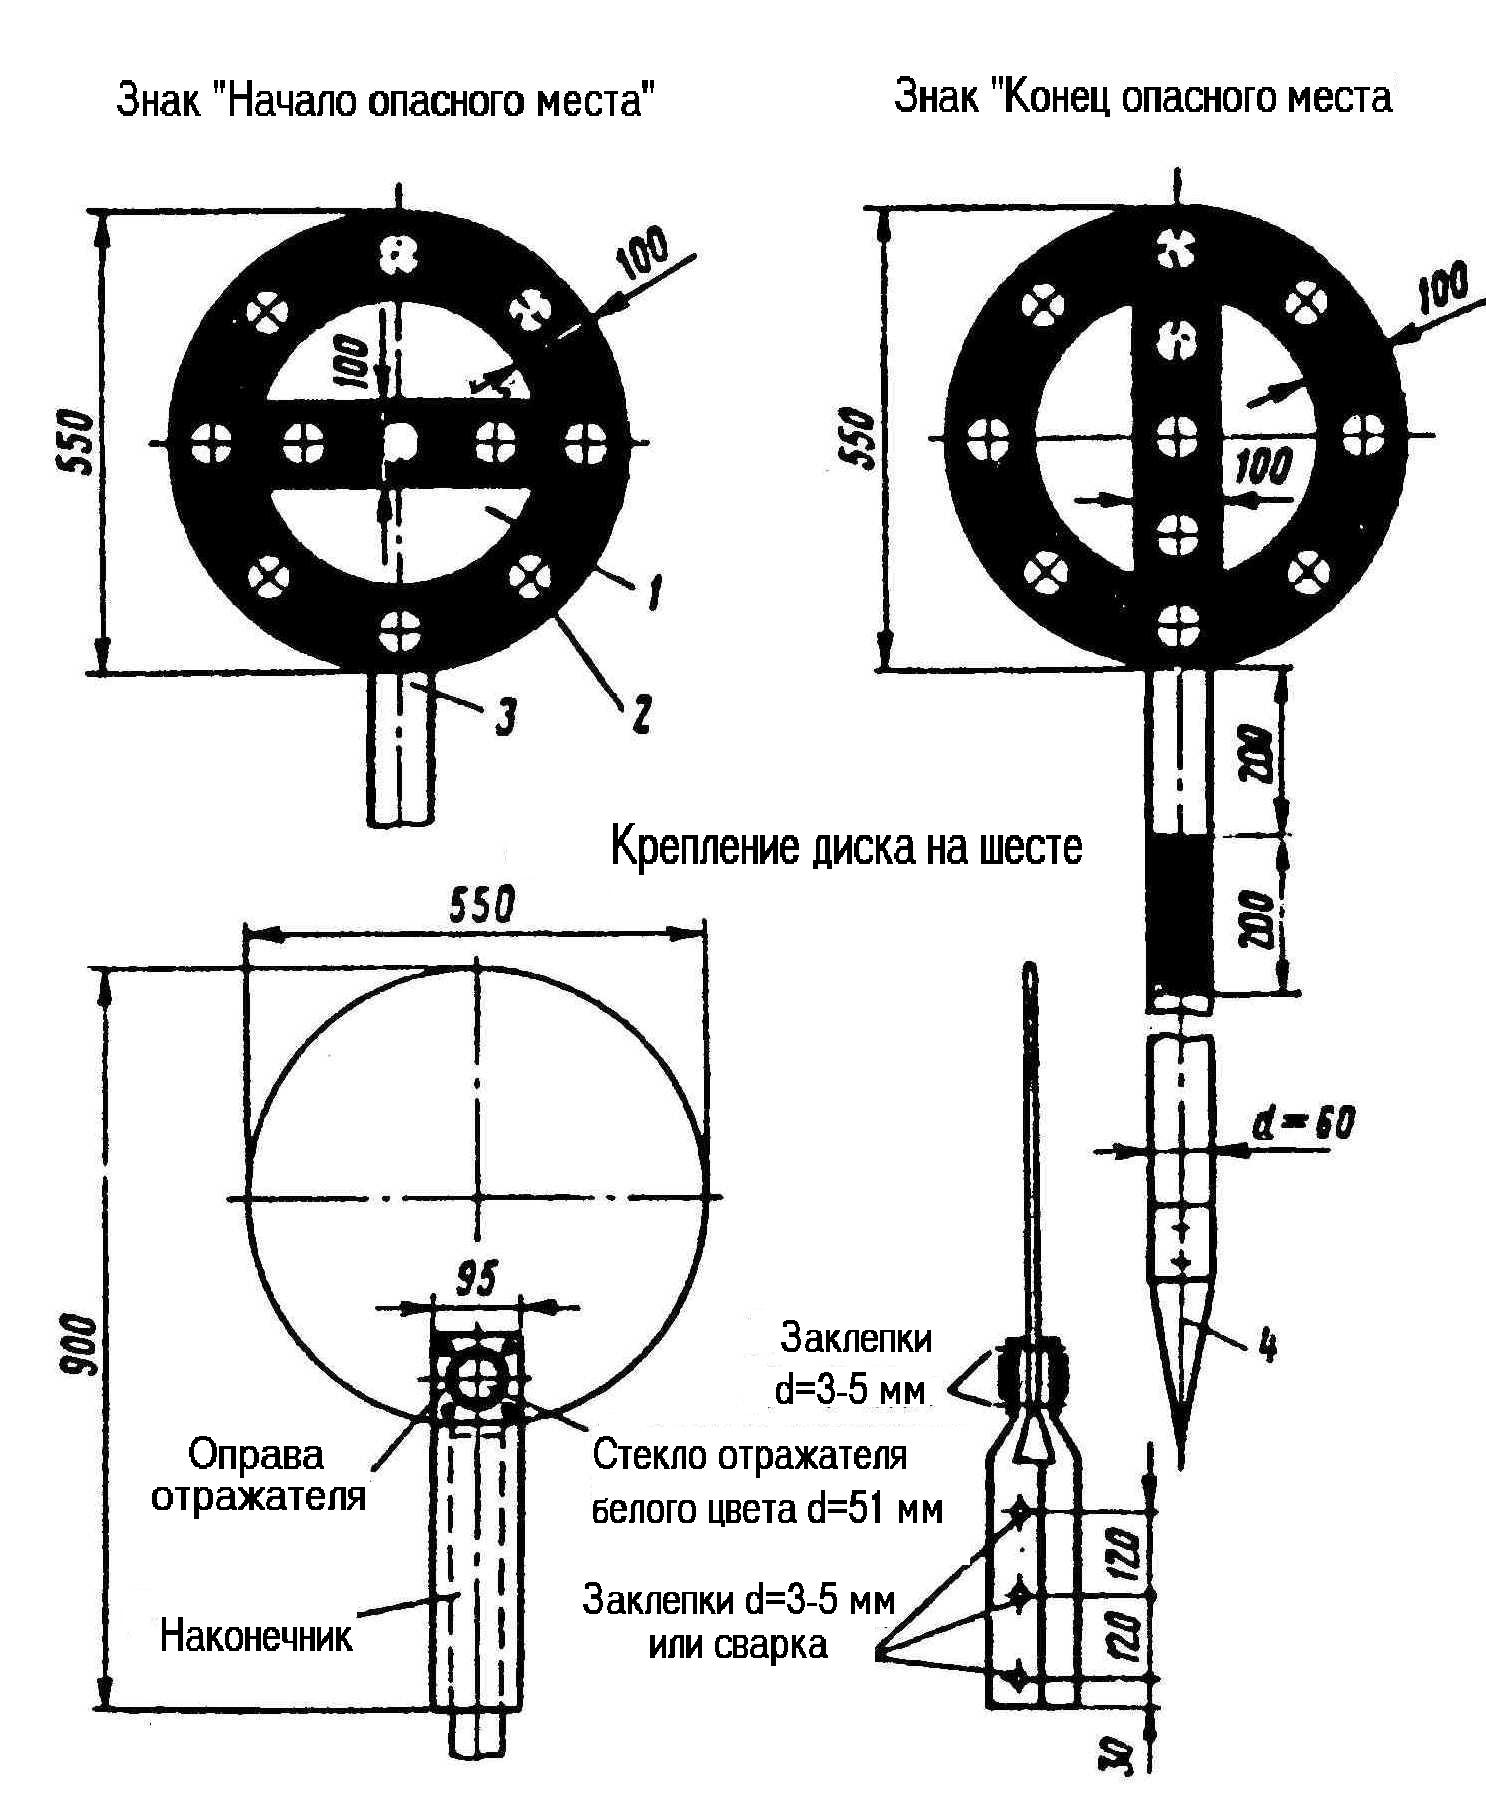 Знак "Начало опасного места"
Знак "Конец опасного места
100
100
100
550
550
100
1
2
3
200
Крепление диска на шесте
550
200
d=60
95
900
Заклепки
d=3-5 мм
4
Оправа
отражателя
Стекло отражателя
белого цвета d=51 мм
120
Заклепки d=3-5 мм
или сварка
Наконечник
120
30